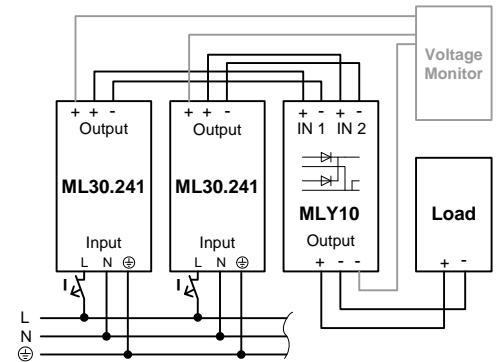 Voltage
Monitor
+ + -
+ + -
+ - + -
IN 1 IN 2
Output
Output
ML30.241
ML30.241
MLY10
Load
Input
Input
Output
L N ⏚
L N ⏚
+ - -
+ -
I
I
L
N
⏚